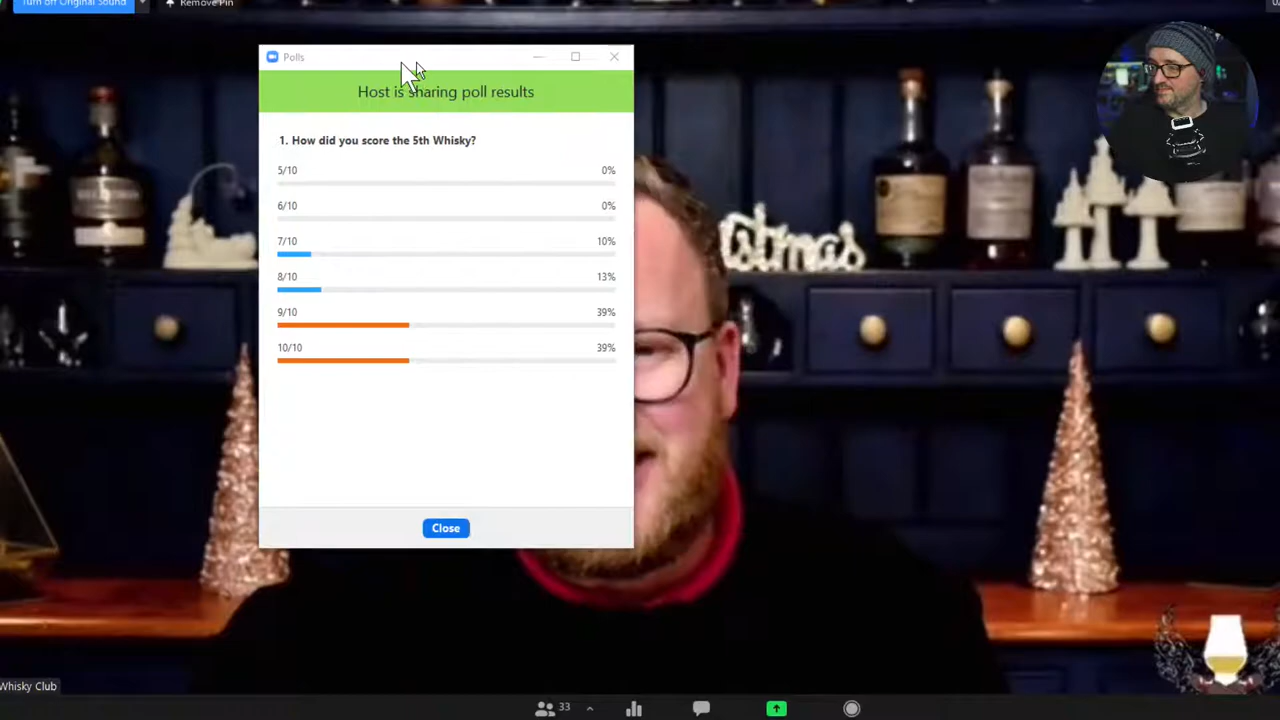 Turn off Original Sound
Remove Pin
Polls
Host is sharing poll results
1. How did you score the 5th Whisky?
5/10 0%
6/10 0%
7/10 10%
8/10 13%
9/10 39%
10/10 39%
Close
stmas
Whisky Club
33